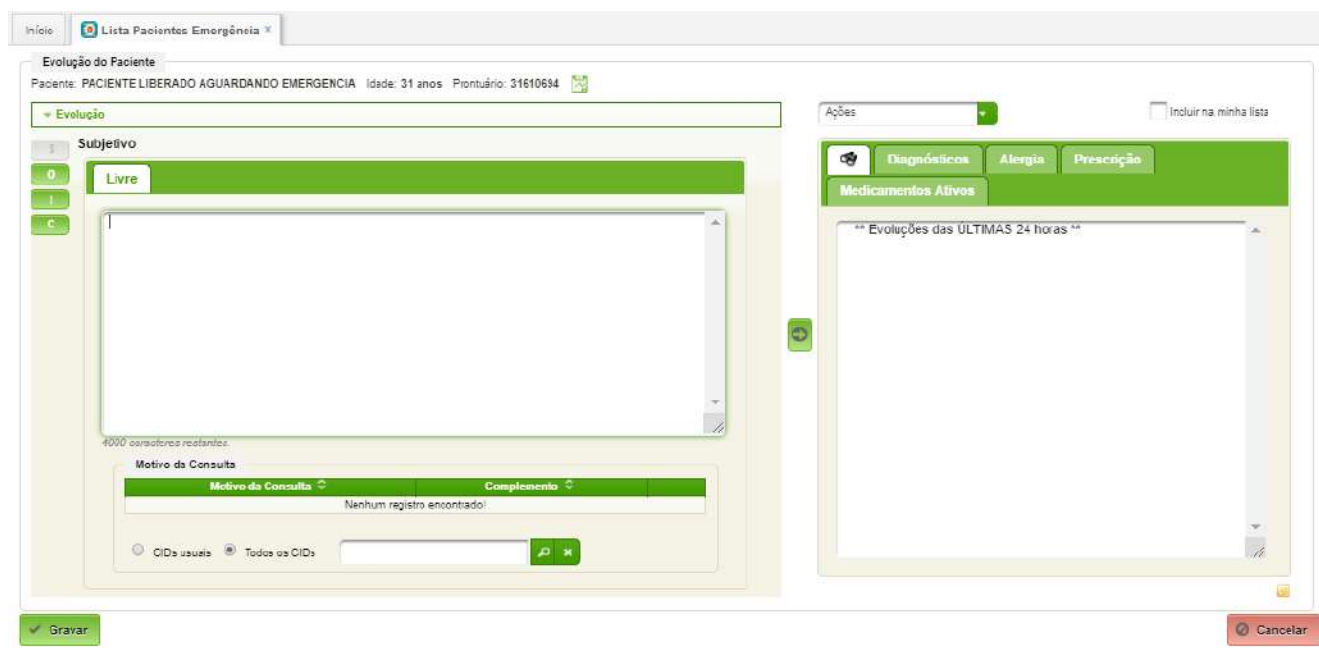 Início
Lista Pacientes Emergência x
Evolução do Paciente
Paciente: PACIENTE LIBERADO AGUARDANDO EMERGENCIA Idade: 31 anos Prontuário: 31610694
Evolução
Ações
Incluir na minha lista
S
O
I
C
Subjetivo
Livre
4000 caracteres restantes.
Motivo da Consulta
Motivo da Consulta
Complemento
Nenhum registro encontrado!
CIDs usuais
Todos os CIDs
Diagnósticos
Alergia
Prescrição
Medicamentos Ativos
** Evoluções das ÚLTIMAS 24 horas **
Gravar
Cancelar